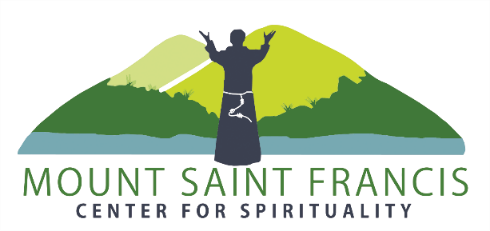 MOUNT SAINT FRANCIS
CENTER FOR SPIRITUALITY